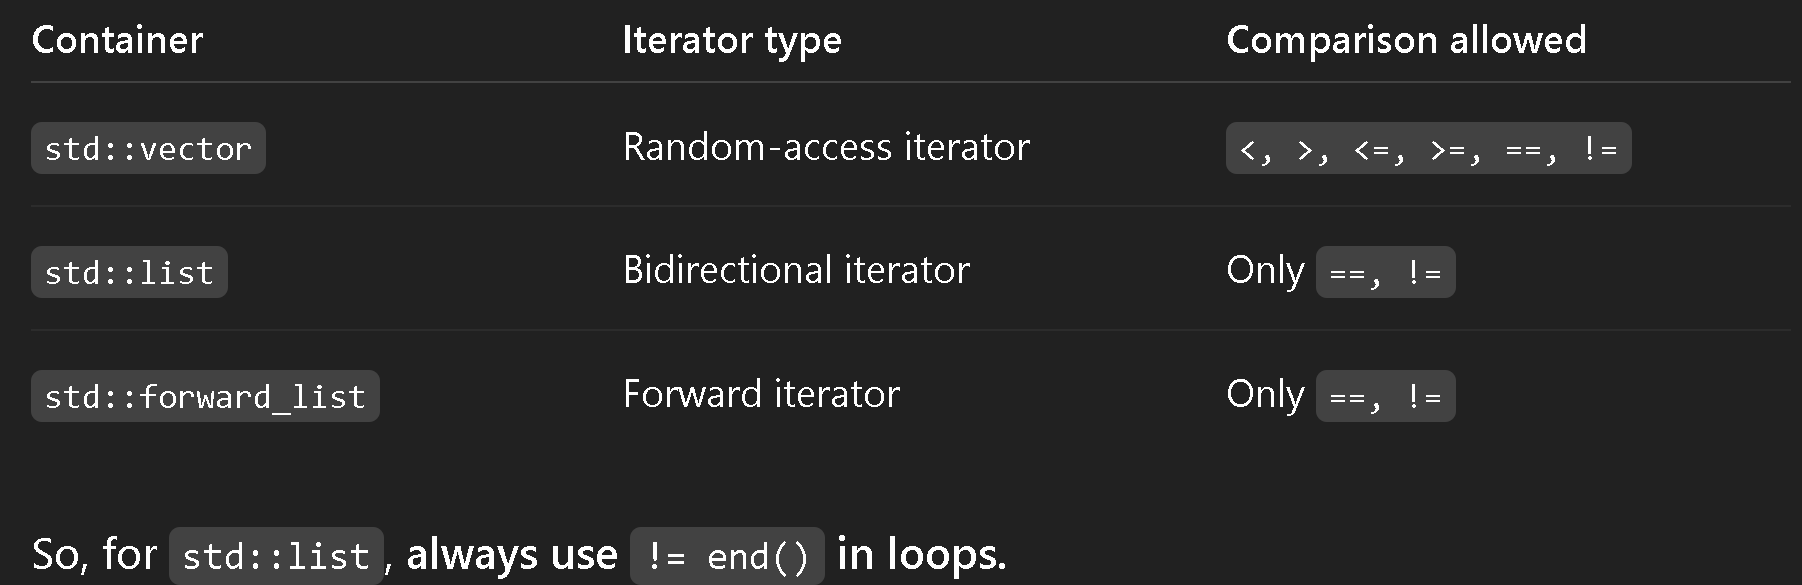 Container Iterator type Comparison allowed
std::vector Random-access iterator <, >, <=, >=, ==, !=
std::list Bidirectional iterator Only ==, !=
std::forward_list Forward iterator Only ==, !=
So, for std::list, always use != end() in loops.